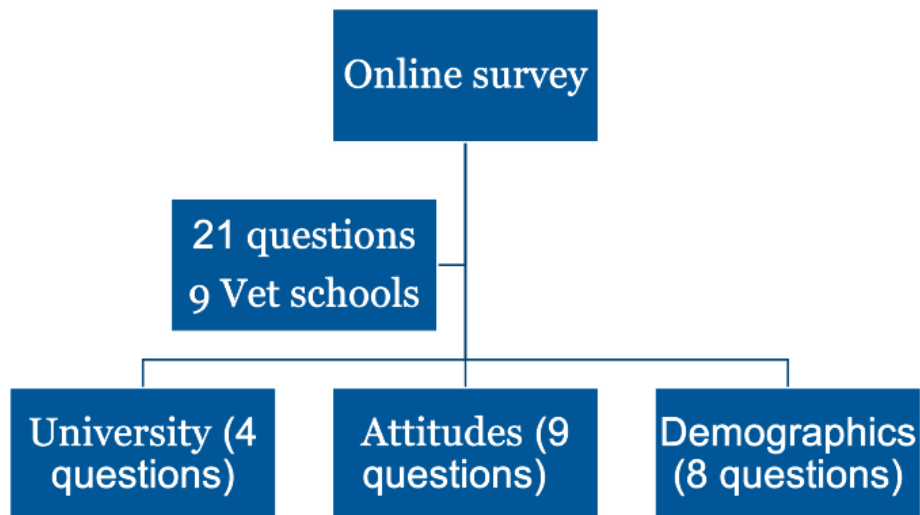 Online survey
21 questions
9 Vet schools
University (4
questions)
Attitudes (9
questions)
Demographics
(8 questions)